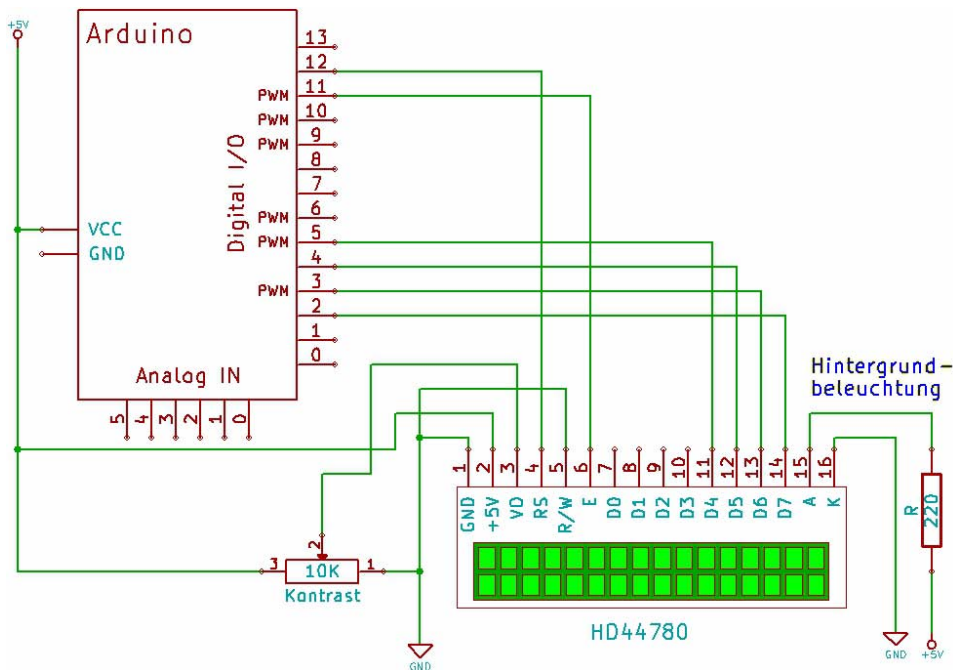 +5V
Arduino
13
12
PWM 11
PWM 10
PWM 9
8
7
PWM 6
PWM 5
4
PWM 3
2
1
0
Digital I/O
VCC
GND
Analog IN
5 4 3 2 1 0
Hintergrund-
beleuchtung
1 2 3 4 5 6 7 8 9 10 11 12 13 14 15 16
GND +5V VO RS R/W E D0 D1 D2 D3 D4 D5 D6 D7 A K
R
220
2
3 10K 1
Kontrast
HD44780
GND
GND
+5V